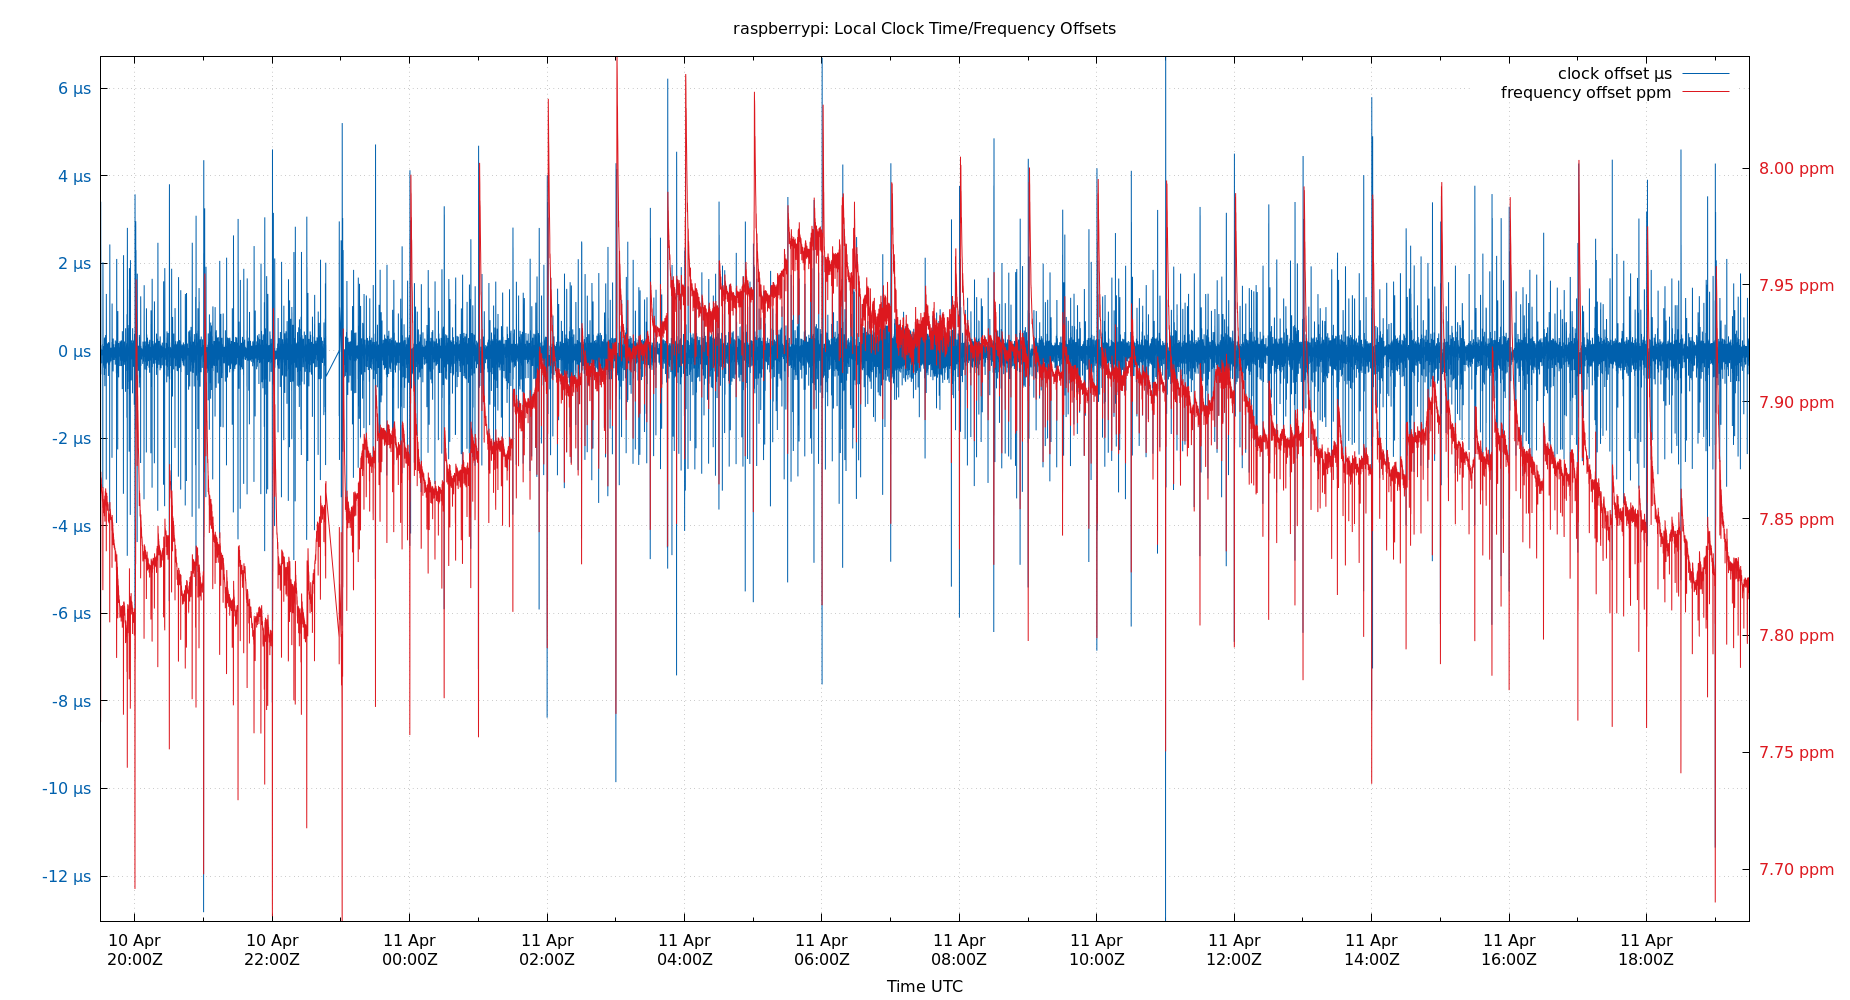 raspberrypi: Local Clock Time/Frequency Offsets
clock offset µs
frequency offset ppm
6 µs
4 µs
2 µs
0 µs
-2 µs
-4 µs
-6 µs
-8 µs
-10 µs
-12 µs
8.00 ppm
7.95 ppm
7.90 ppm
7.85 ppm
7.80 ppm
7.75 ppm
7.70 ppm
10 Apr 10 Apr 11 Apr 11 Apr 11 Apr 11 Apr 11 Apr 11 Apr 11 Apr 11 Apr 11 Apr 11 Apr
20:00Z 22:00Z 00:00Z 02:00Z 04:00Z 06:00Z 08:00Z 10:00Z 12:00Z 14:00Z 16:00Z 18:00Z
Time UTC